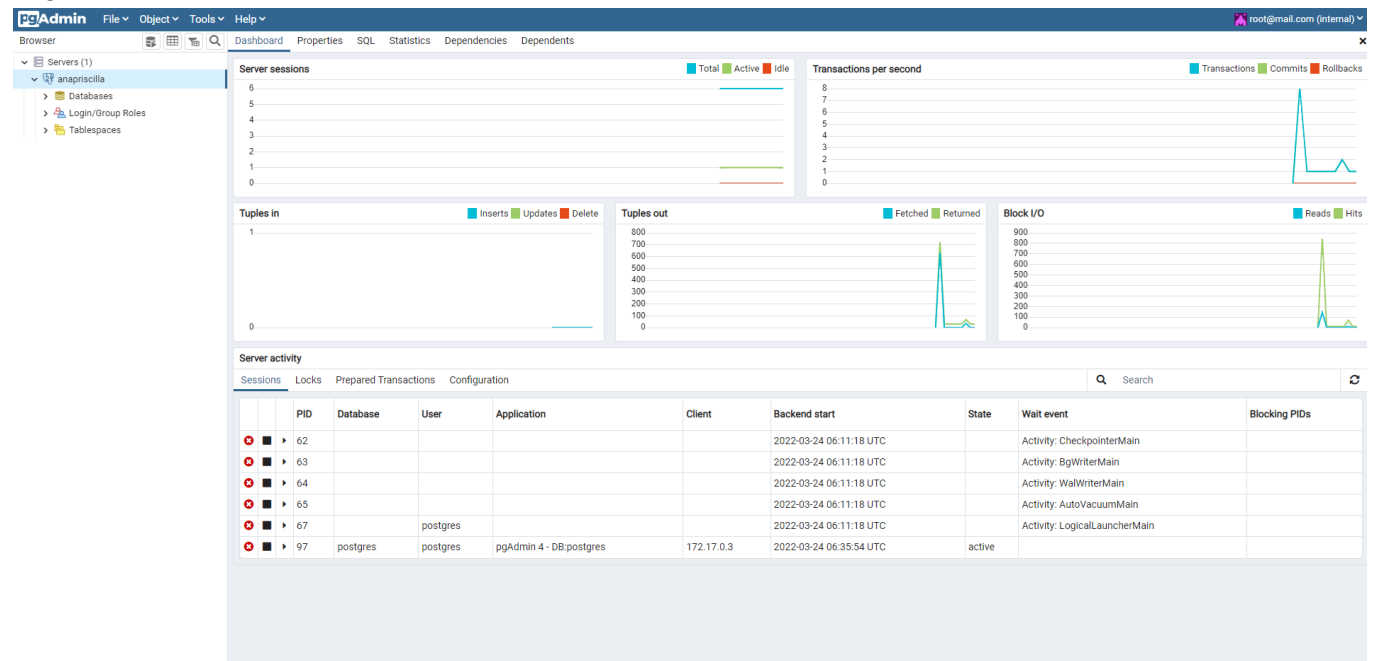 pgAdmin File Object Tools Help root@mail.com (internal)
Browser Dashboard Properties SQL Statistics Dependencies Dependents
Servers (1)
anapriscilla
Databases
Login/Group Roles
Tablespaces
Server sessions Total Active Idle
6
5
4
3
2
1
0
Transactions per second Transactions Commits Rollbacks
8
7
6
5
4
3
2
1
0
Tuples in Inserts Updates Delete
1
0
Tuples out Fetched Returned
800
700
600
500
400
300
200
100
0
Block I/O Reads Hits
900
800
700
600
500
400
300
200
100
0
Server activity
Sessions Locks Prepared Transactions Configuration Search
PID Database User Application Client Backend start State Wait event Blocking PIDs
62 2022-03-24 06:11:18 UTC Activity: CheckpointerMain
63 2022-03-24 06:11:18 UTC Activity: BgWriterMain
64 2022-03-24 06:11:18 UTC Activity: WalWriterMain
65 2022-03-24 06:11:18 UTC Activity: AutoVacuumMain
67 postgres 2022-03-24 06:11:18 UTC Activity: LogicalLauncherMain
97 postgres postgres pgAdmin 4 - DB:postgres 172.17.0.3 2022-03-24 06:35:54 UTC active